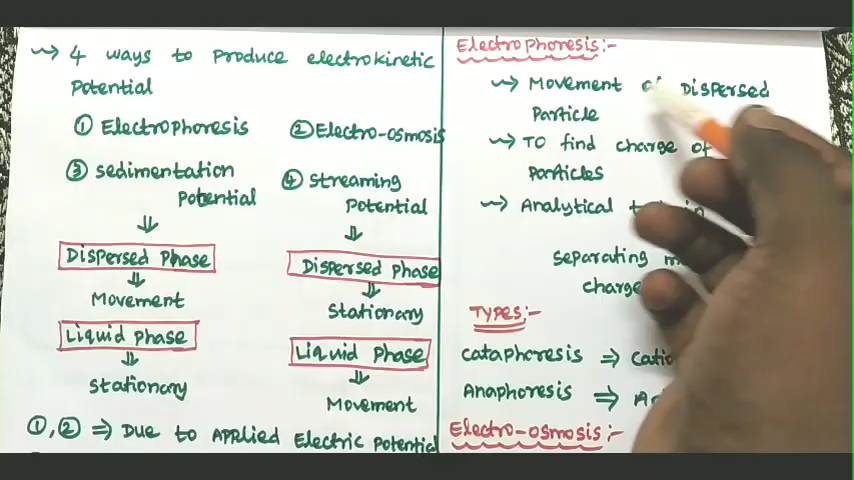 4 ways to produce electrokinetic
Potential
① Electrophoresis ② Electro-osmosis
③ sedimentation
Potential
④ Streaming
Potential
⇓ ⇓
Dispersed Phase
⇓
Movement
Liquid Phase
⇓
Stationary
Dispersed Phase
⇓
Stationary
Liquid Phase
⇓
Movement
①, ② ⇒ Due to Applied Electric Potential
Electrophoresis:-
Movement of Dispersed
Particle
To find charge of
Particles
Analytical
separating
charge
TYPES:-
cataphoresis ⇒
Anaphoresis ⇒
Electro-osmosis:-